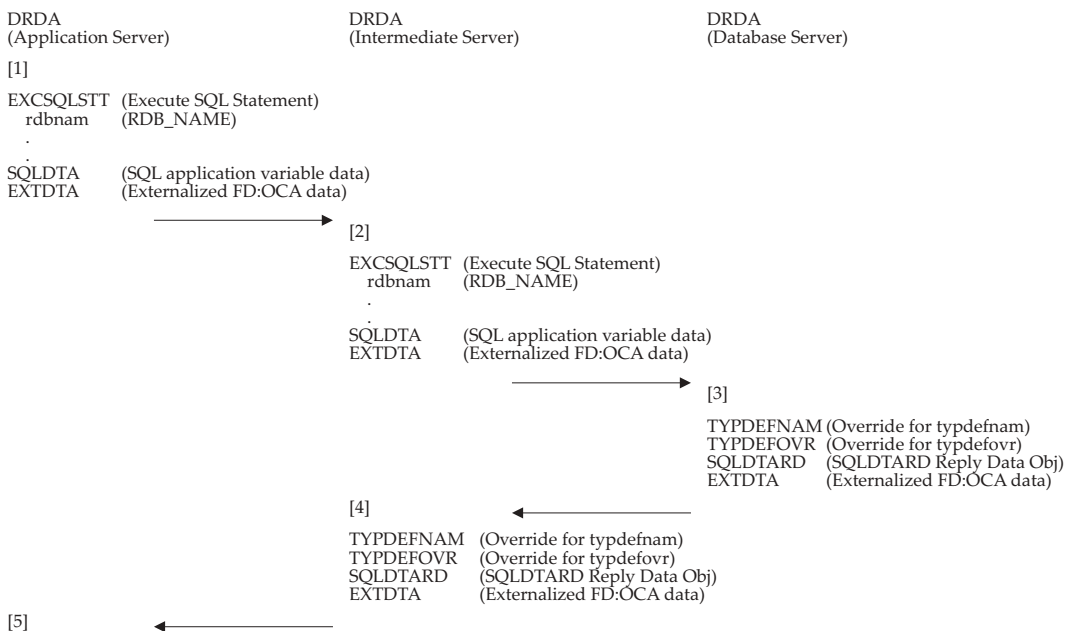 DRDA
(Application Server)
DRDA
(Intermediate Server)
DRDA
(Database Server)
[1]
EXCSQLSTT (Execute SQL Statement)
rdbnam (RDB_NAME)
.
.
SQLDTA (SQL application variable data)
EXTDTA (Externalized FD:OCA data)
[2]
EXCSQLSTT (Execute SQL Statement)
rdbnam (RDB_NAME)
.
.
SQLDTA (SQL application variable data)
EXTDTA (Externalized FD:OCA data)
[3]
TYPDEFNAM (Override for typdefnam)
TYPDEFOVR (Override for typdefovr)
SQLDTARD (SQLDTARD Reply Data Obj)
EXTDTA (Externalized FD:OCA data)
[4]
TYPDEFNAM (Override for typdefnam)
TYPDEFOVR (Override for typdefovr)
SQLDTARD (SQLDTARD Reply Data Obj)
EXTDTA (Externalized FD:OCA data)
[5]